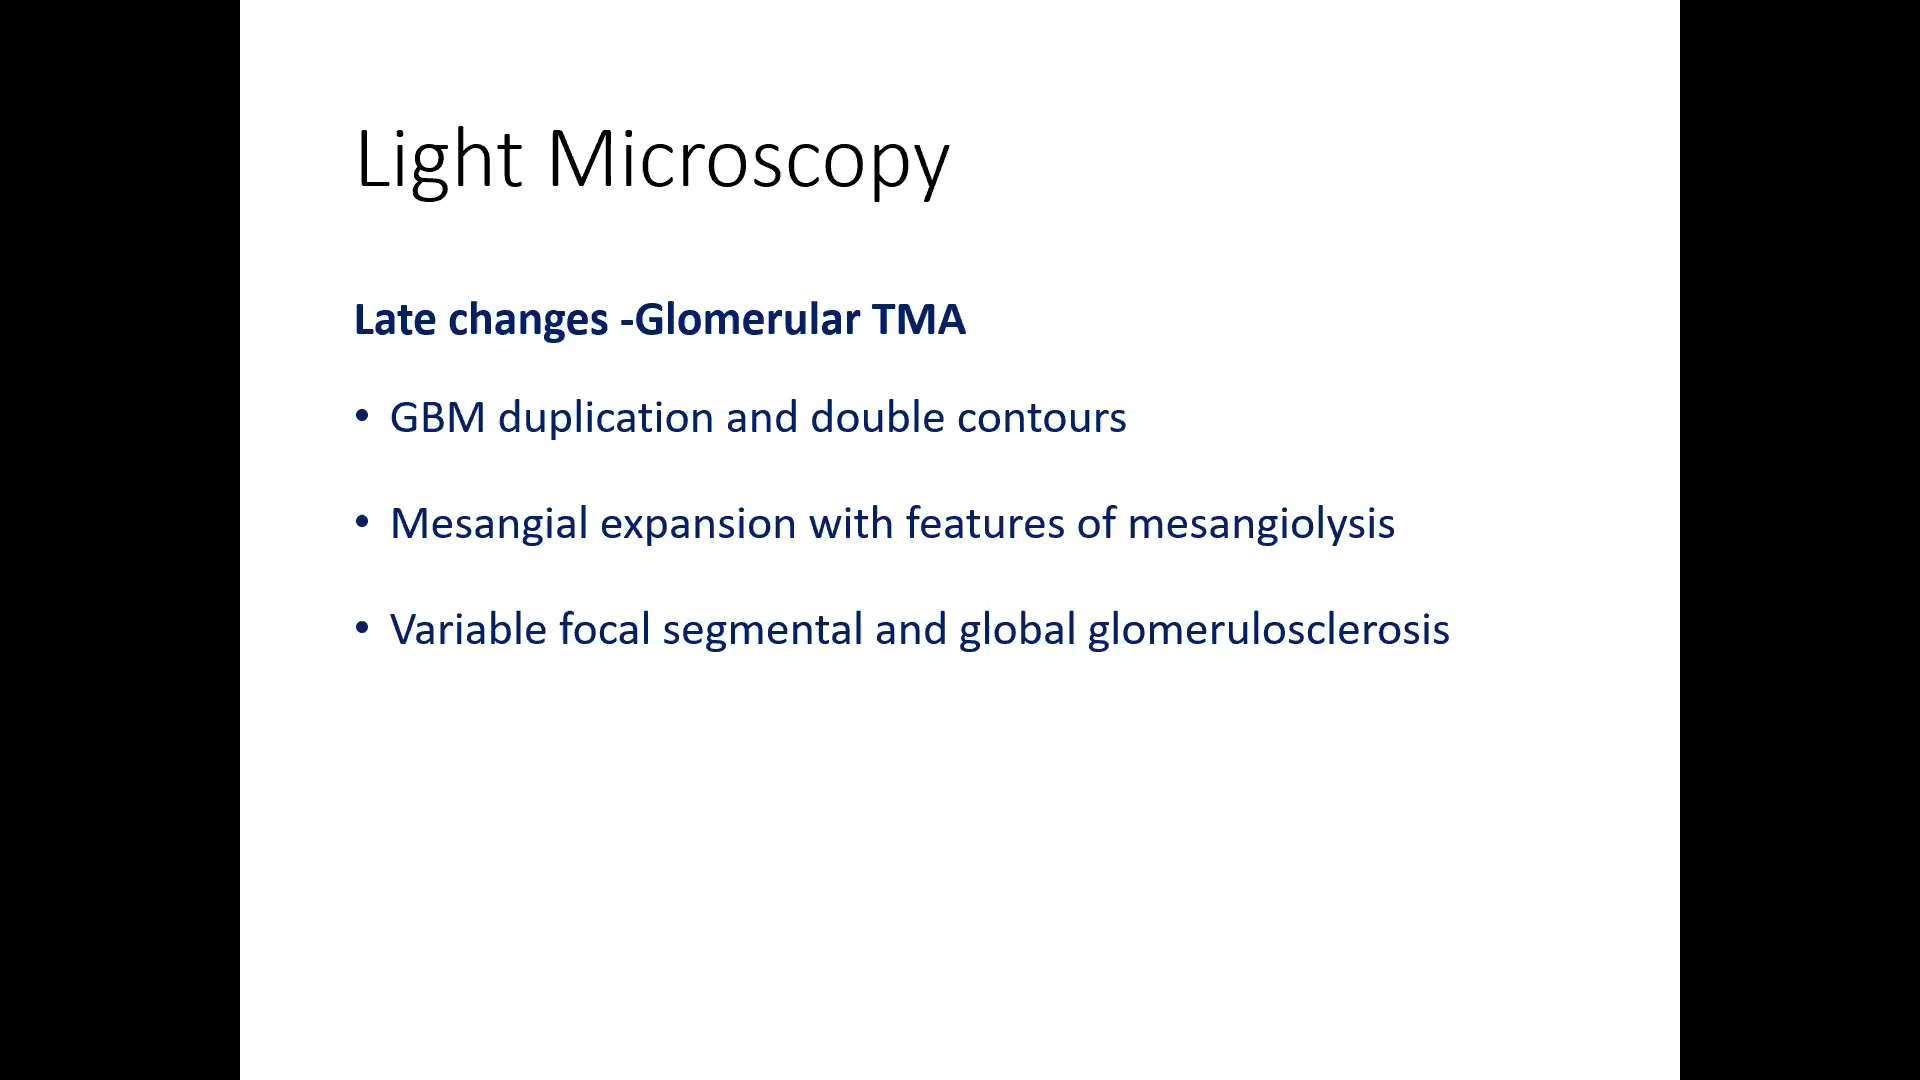 Light Microscopy
Late changes -Glomerular TMA
• GBM duplication and double contours
• Mesangial expansion with features of mesangiolysis
• Variable focal segmental and global glomerulosclerosis